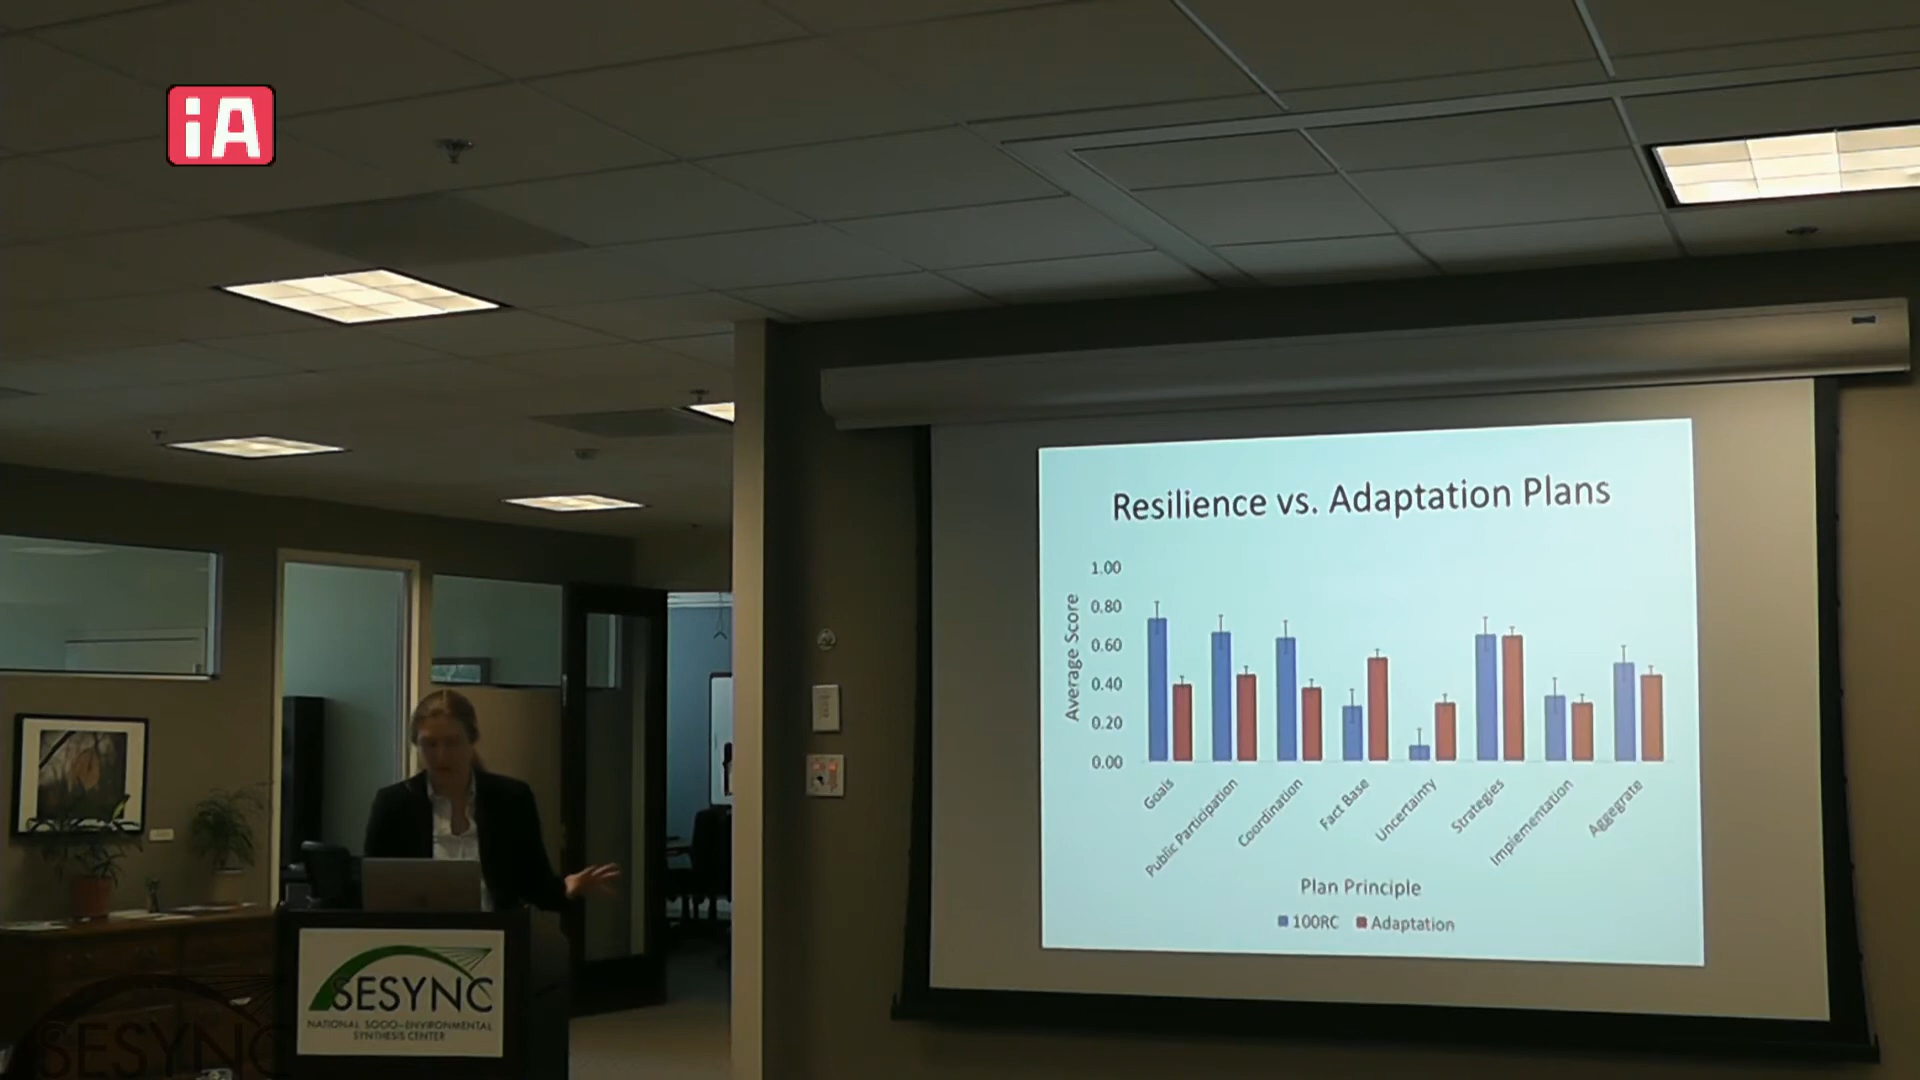 iA
Resilience vs. Adaptation Plans
1.00
0.80
0.60
0.40
0.20
0.00
Average Score
Goals
Public Participation
Coordination
Fact Base
Uncertainty
Strategies
Implementation
Aggegrate
Plan Principle
100RC Adaptation
SESYNC
NATIONAL SOCIO-ENVIRONMENTAL
SYNTHESIS CENTER
SESYNC